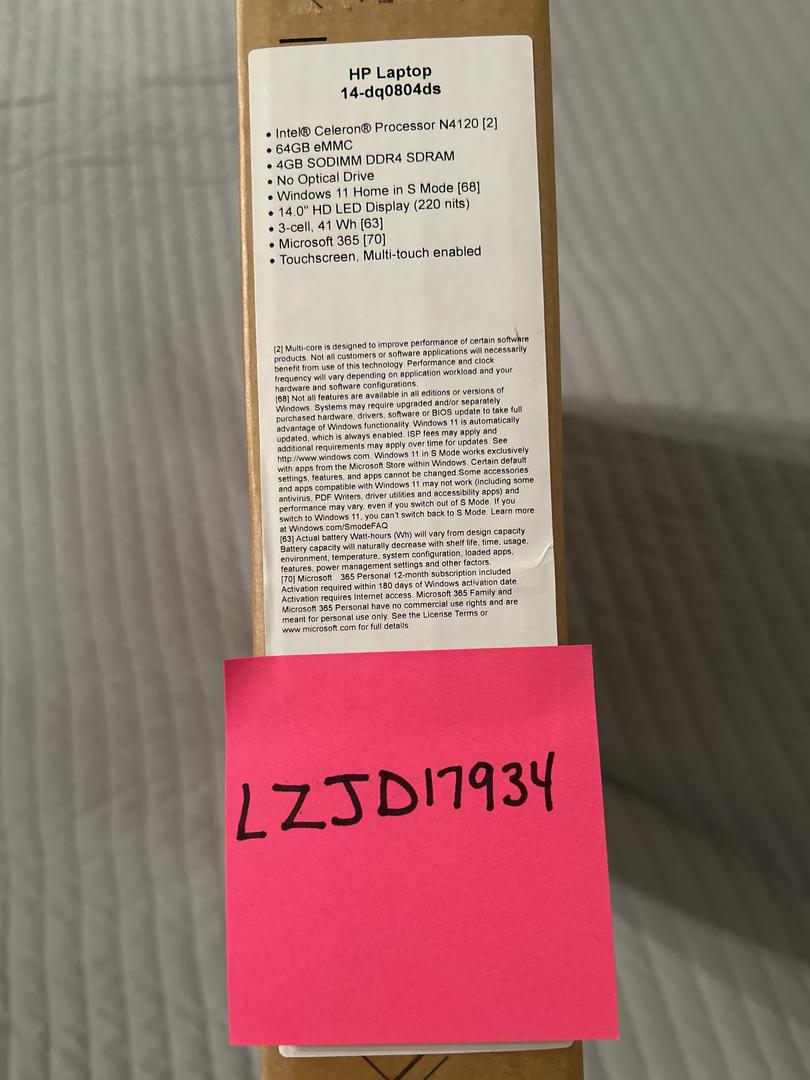 HP Laptop
14-dq0804ds
• Intel® Celeron® Processor N4120 [2]
• 64GB eMMC
• 4GB SODIMM DDR4 SDRAM
• No Optical Drive
• Windows 11 Home in S Mode [68]
• 14.0" HD LED Display (220 nits)
• 3-cell, 41 Wh [63]
• Microsoft 365 [70]
• Touchscreen, Multi-touch enabled
[2] Multi-core is designed to improve performance of certain software
products. Not all customers or software applications will necessarily
benefit from use of this technology. Performance and clock
frequency will vary depending on application workload and your
hardware and software configurations.
[68] Not all features are available in all editions or versions of
Windows. Systems may require upgraded and/or separately
purchased hardware, drivers, software or BIOS update to take full
advantage of Windows functionality. Windows 11 is automatically
updated, which is always enabled. ISP fees may apply and
additional requirements may apply over time for updates. See
http://www.windows.com. Windows 11 in S Mode works exclusively
with apps from the Microsoft Store within Windows. Certain default
settings, features, and apps cannot be changed.Some accessories
and apps compatible with Windows 11 may not work (including some
antivirus, PDF Writers, driver utilities and accessibility apps) and
performance may vary, even if you switch out of S Mode. If you
switch to Windows 11, you can't switch back to S Mode. Learn more
at Windows.com/SmodeFAQ
[63] Actual battery Watt-hours (Wh) will vary from design capacity.
Battery capacity will naturally decrease with shelf life, time, usage,
environment, temperature, system configuration, loaded apps,
features, power management settings and other factors.
[70] Microsoft 365 Personal 12-month subscription included.
Activation required within 180 days of Windows activation date.
Activation requires Internet access. Microsoft 365 Family and
Microsoft 365 Personal have no commercial use rights and are
meant for personal use only. See the License Terms or
www.microsoft.com for full details.
LZJD17934